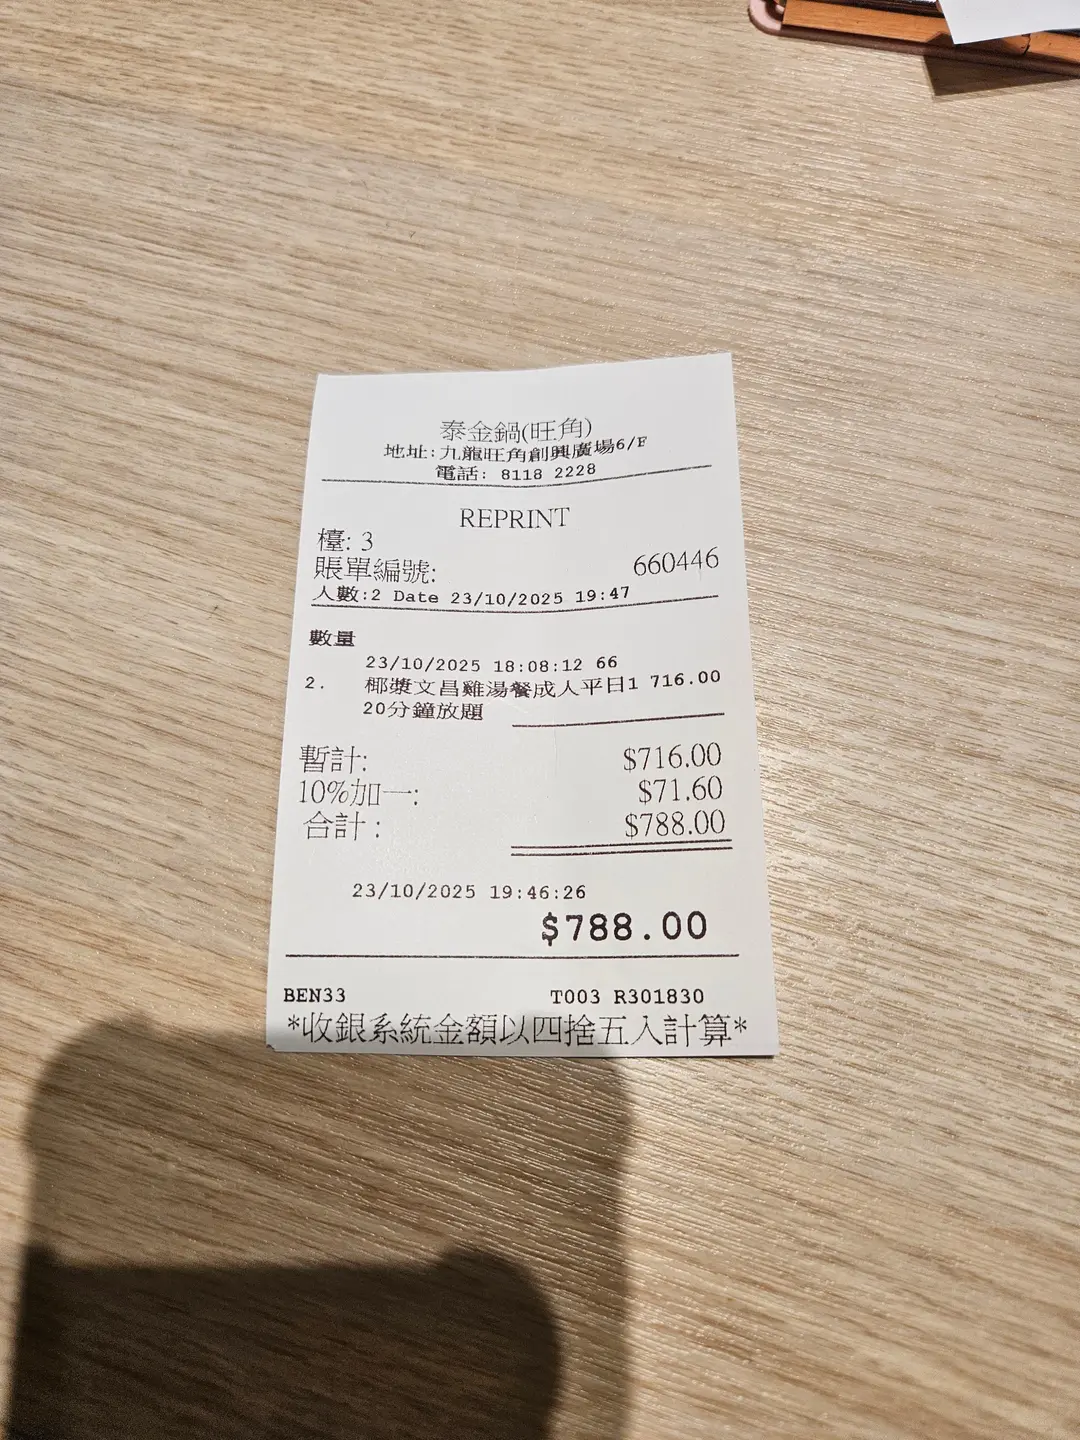 泰金鍋(旺角)
地址:九龍旺角創興廣場6/F
電話: 8118 2228
REPRINT
檯: 3
賬單編號: 660446
人數:2 Date 23/10/2025 19:47
數量
23/10/2025 18:08:12 66
2. 椰漿文昌雞湯餐成人平日1 716.00
20分鐘放題
暫計: $716.00
10%加一: $71.60
合計 : $788.00
23/10/2025 19:46:26
$788.00
BEN33 T003 R301830
*收銀系統金額以四捨五入計算*